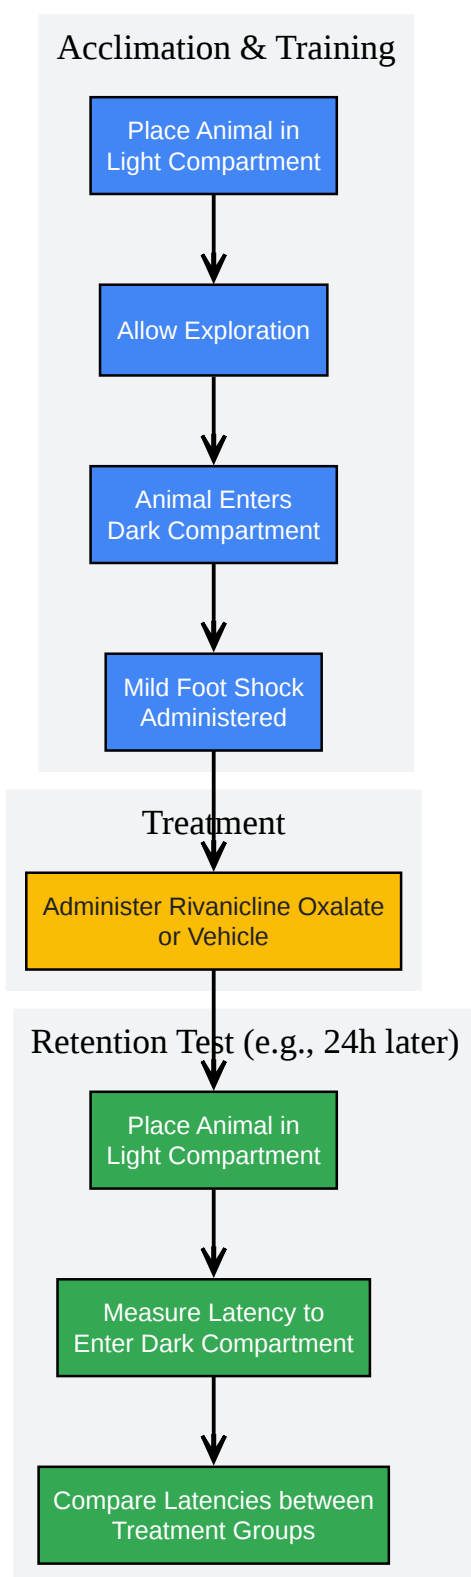 Acclimation & Training
Place Animal in
Light Compartment
Allow Exploration
Animal Enters
Dark Compartment
Mild Foot Shock
Administered
Treatment
Administer Rivanicline Oxalate
or Vehicle
Retention Test (e.g., 24h later)
Place Animal in
Light Compartment
Measure Latency to
Enter Dark Compartment
Compare Latencies between
Treatment Groups